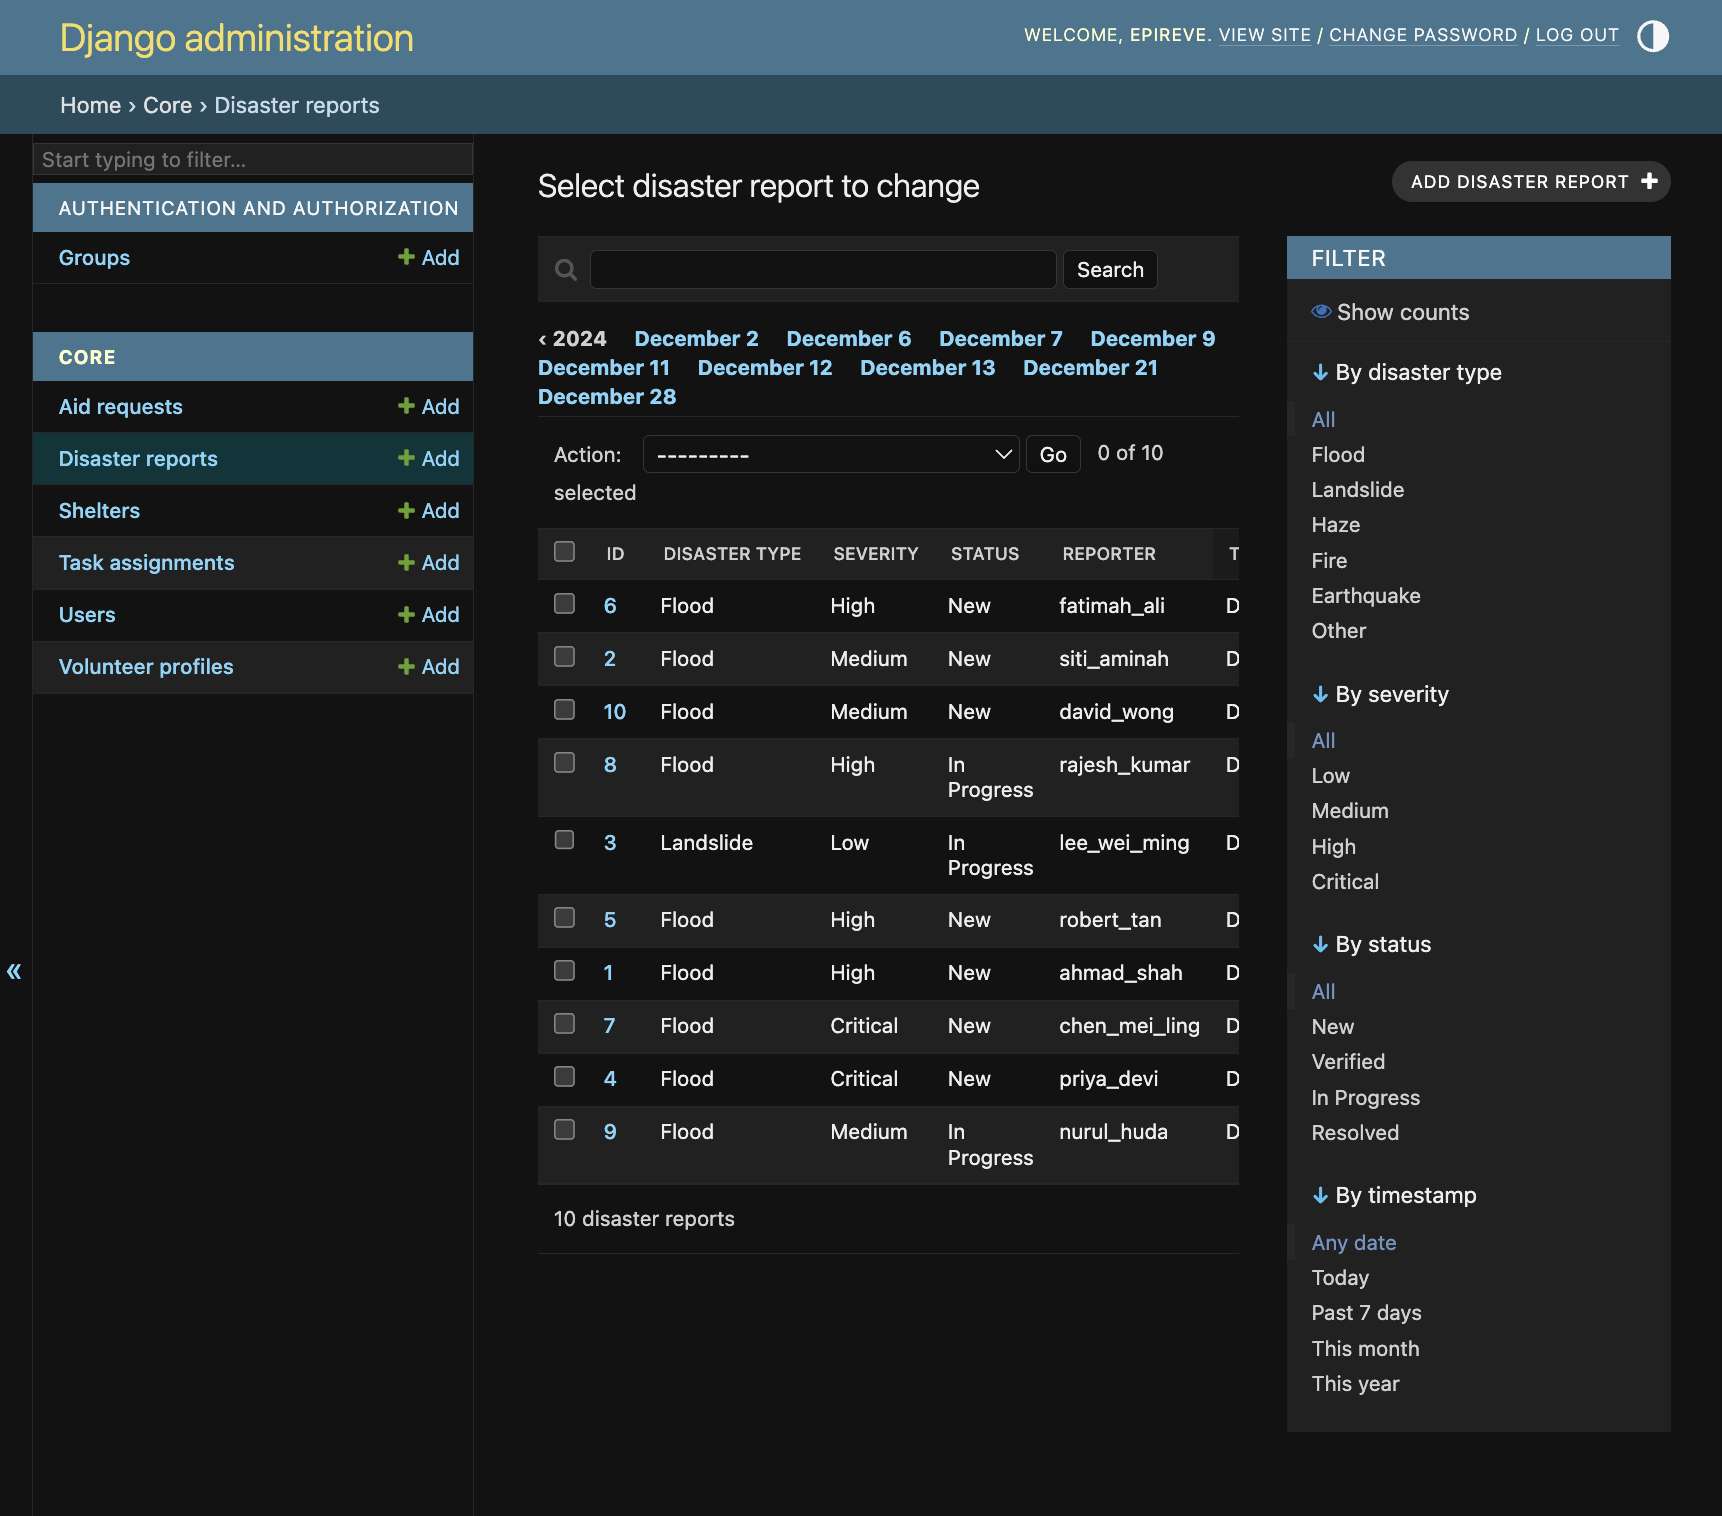 Django administration
WELCOME, EPIREVE. VIEW SITE / CHANGE PASSWORD / LOG OUT
Home › Core › Disaster reports
Start typing to filter...
AUTHENTICATION AND AUTHORIZATION
Groups + Add
CORE
Aid requests + Add
Disaster reports + Add
Shelters + Add
Task assignments + Add
Users + Add
Volunteer profiles + Add
«
Select disaster report to change
ADD DISASTER REPORT +
Search
‹ 2024 December 2 December 6 December 7 December 9
December 11 December 12 December 13 December 21
December 28
Action: --------- Go 0 of 10
selected
ID DISASTER TYPE SEVERITY STATUS REPORTER T
6 Flood High New fatimah_ali D
2 Flood Medium New siti_aminah D
10 Flood Medium New david_wong D
8 Flood High In rajesh_kumar D
Progress
3 Landslide Low In lee_wei_ming D
Progress
5 Flood High New robert_tan D
1 Flood High New ahmad_shah D
7 Flood Critical New chen_mei_ling D
4 Flood Critical New priya_devi D
9 Flood Medium In nurul_huda D
Progress
10 disaster reports
FILTER
Show counts
↓ By disaster type
All
Flood
Landslide
Haze
Fire
Earthquake
Other
↓ By severity
All
Low
Medium
High
Critical
↓ By status
All
New
Verified
In Progress
Resolved
↓ By timestamp
Any date
Today
Past 7 days
This month
This year